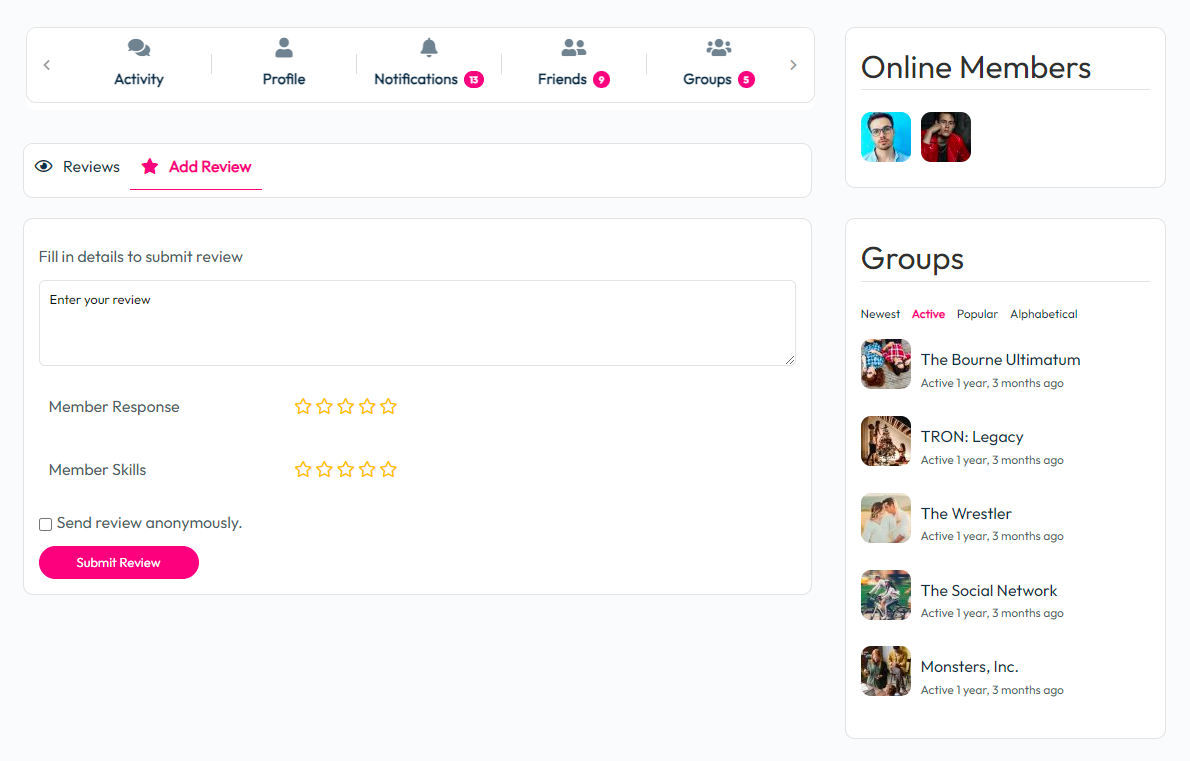 Activity
Profile
Notifications 13
Friends 9
Groups 5
Reviews
Add Review
Fill in details to submit review
Enter your review
Member Response
Member Skills
Send review anonymously.
Submit Review
Online Members
Groups
Newest Active Popular Alphabetical
The Bourne Ultimatum
Active 1 year, 3 months ago
TRON: Legacy
Active 1 year, 3 months ago
The Wrestler
Active 1 year, 3 months ago
The Social Network
Active 1 year, 3 months ago
Monsters, Inc.
Active 1 year, 3 months ago